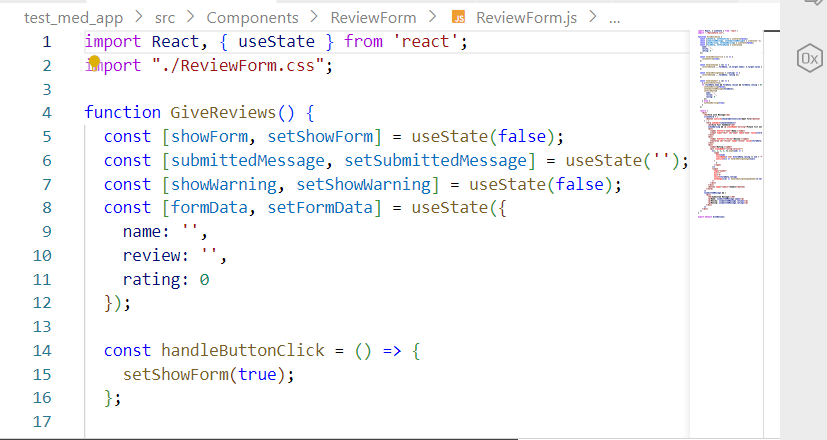 test_med_app > src > Components > ReviewForm > JS ReviewForm.js > ...
1 import React, { useState } from 'react';
2 import "./ReviewForm.css";
3
4 function GiveReviews() {
5 const [showForm, setShowForm] = useState(false);
6 const [submittedMessage, setSubmittedMessage] = useState('');
7 const [showWarning, setShowWarning] = useState(false);
8 const [formData, setFormData] = useState({
9 name: '',
10 review: '',
11 rating: 0
12 });
13
14 const handleButtonClick = () => {
15 setShowForm(true);
16 };
17
0x